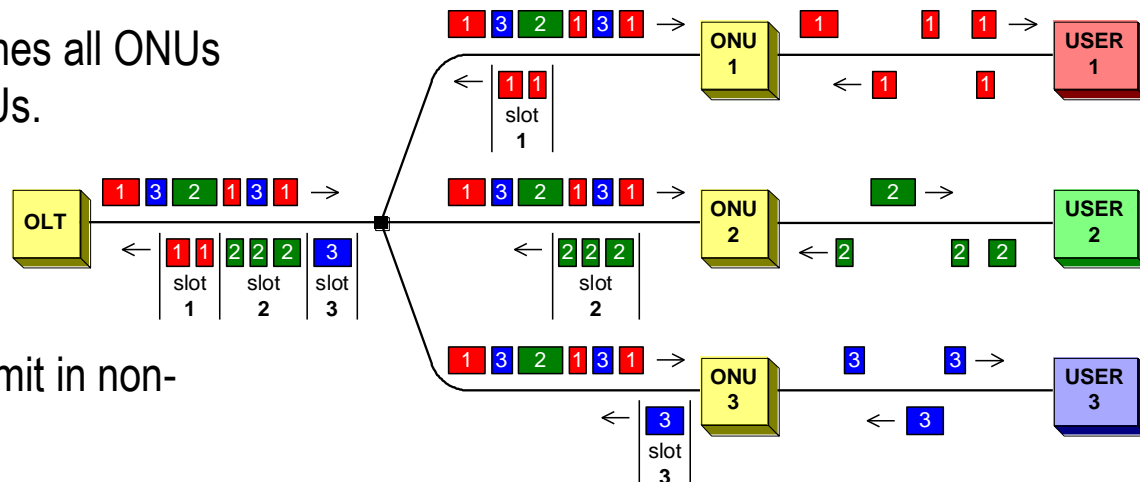 1 3 2 1 3 1
1 1 1
ONU
1
USER
1
nes all ONUs
1 1
1 1
slot
1
Us.
1 3 2 1 3 1
1 3 2 1 3 1
2
OLT
ONU
2
USER
2
1 1 2 2 2 3
2 2 2
2 2 2
slot slot slot
1 2 3
slot
2
1 3 2 1 3 1
3 3
mit in non-
ONU
3
USER
3
3
3
slot
3